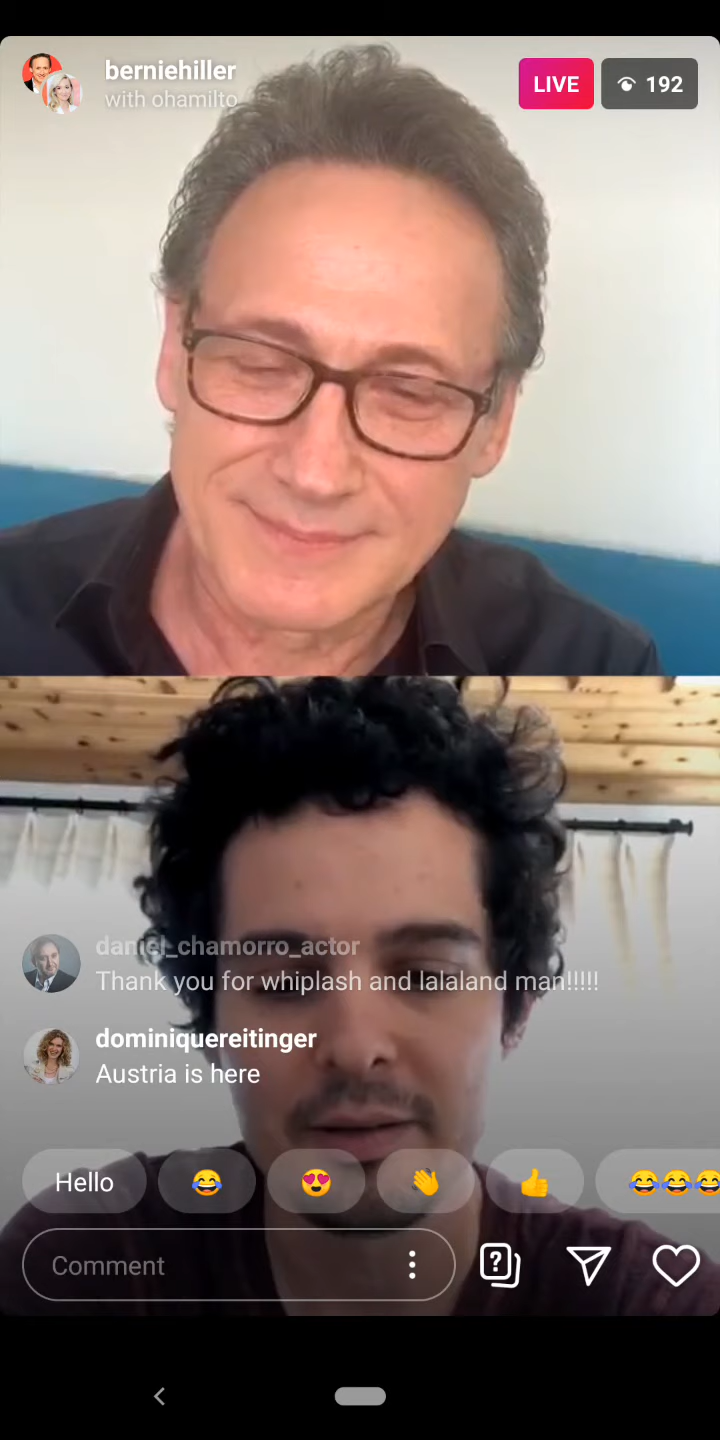 berniehiller
with ohamilto
LIVE
192
daniel_chamorro_actor
Thank you for whiplash and lalaland man!!!!!
dominiquereitinger
Austria is here
Hello
Comment
?